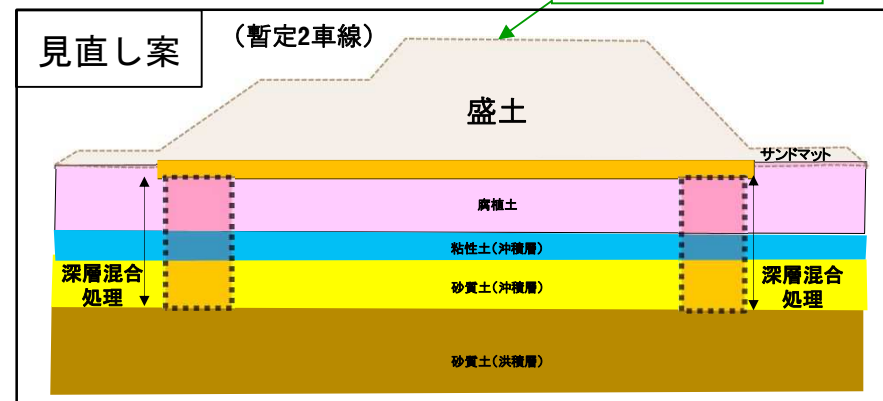 見直し案
（暫定2車線）
盛土
サンドマット
腐植土
粘性土（沖積層）
深層混合
処理
砂質土（沖積層）
深層混合
処理
砂質土（洪積層）